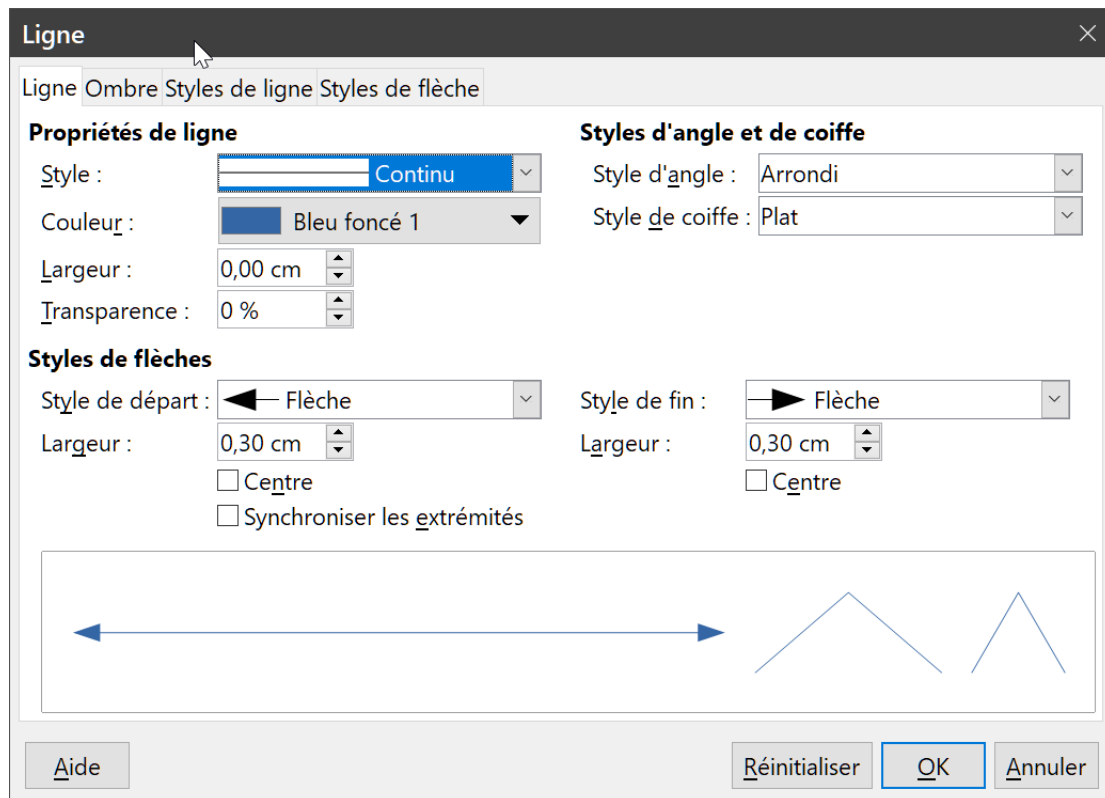 Ligne
Ligne Ombre Styles de ligne Styles de flèche
Propriétés de ligne
Style : Continu
Couleur : Bleu foncé 1
Largeur : 0,00 cm
Transparence : 0 %
Styles d'angle et de coiffe
Style d'angle : Arrondi
Style de coiffe : Plat
Styles de flèches
Style de départ : Flèche
Largeur : 0,30 cm
Centre
Synchroniser les extrémités
Style de fin : Flèche
Largeur : 0,30 cm
Centre
Aide Réinitialiser OK Annuler